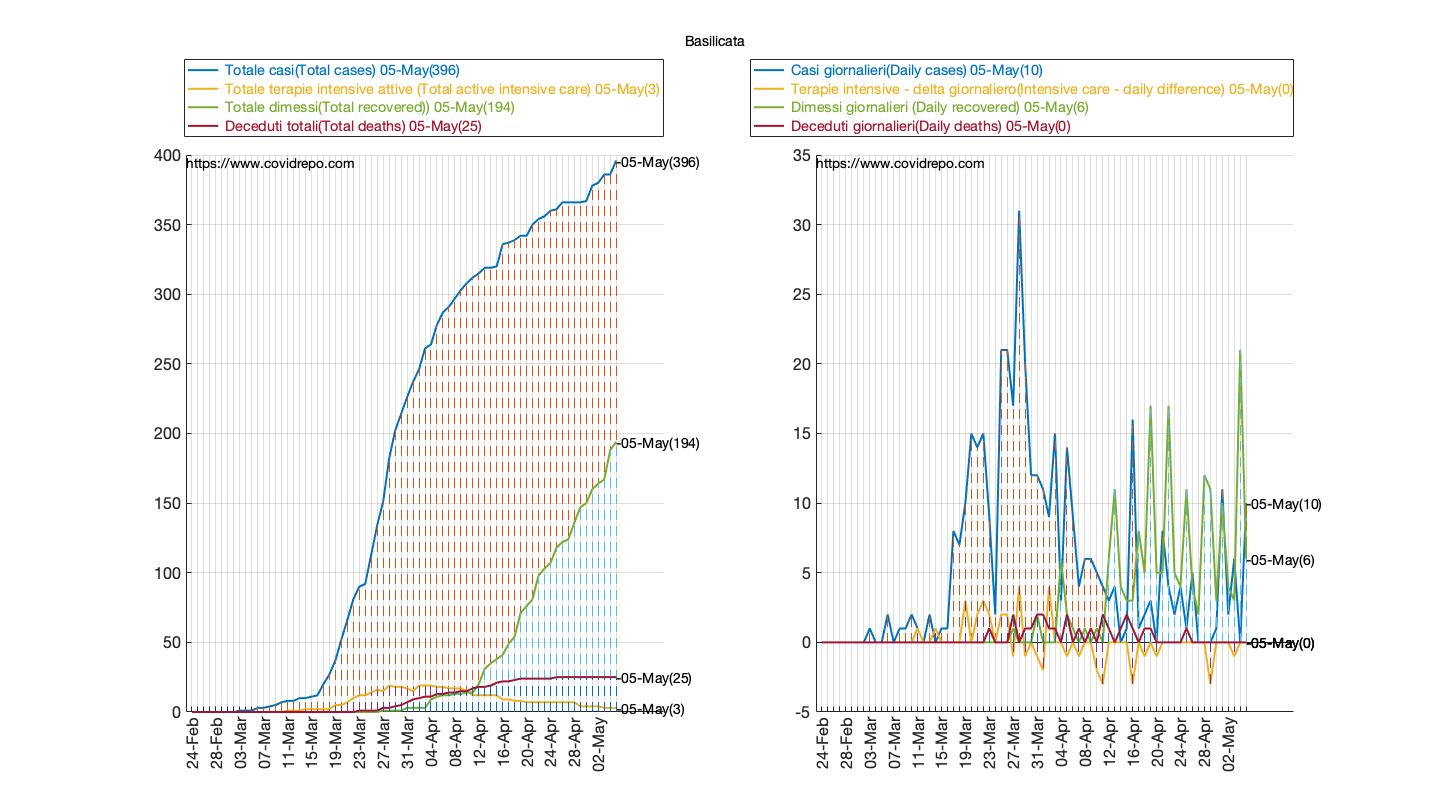 Basilicata
Totale casi(Total cases) 05-May(396)
Totale terapie intensive attive (Total active intensive care) 05-May(3)
Totale dimessi(Total recovered)) 05-May(194)
Deceduti totali(Total deaths) 05-May(25)
400
350
300
250
200
150
100
50
0
https://www.covidrepo.com
05-May(396)
05-May(194)
05-May(25)
05-May(3)
24-Feb
28-Feb
03-Mar
07-Mar
11-Mar
15-Mar
19-Mar
23-Mar
27-Mar
31-Mar
04-Apr
08-Apr
12-Apr
16-Apr
20-Apr
24-Apr
28-Apr
02-May
Casi giornalieri(Daily cases) 05-May(10)
Terapie intensive - delta giornaliero(Intensive care - daily difference) 05-May(0)
Dimessi giornalieri (Daily recovered) 05-May(6)
Deceduti giornalieri(Daily deaths) 05-May(0)
35
30
25
20
15
10
5
0
-5
https://www.covidrepo.com
05-May(10)
05-May(6)
05-May(0)
24-Feb
28-Feb
03-Mar
07-Mar
11-Mar
15-Mar
19-Mar
23-Mar
27-Mar
31-Mar
04-Apr
08-Apr
12-Apr
16-Apr
20-Apr
24-Apr
28-Apr
02-May